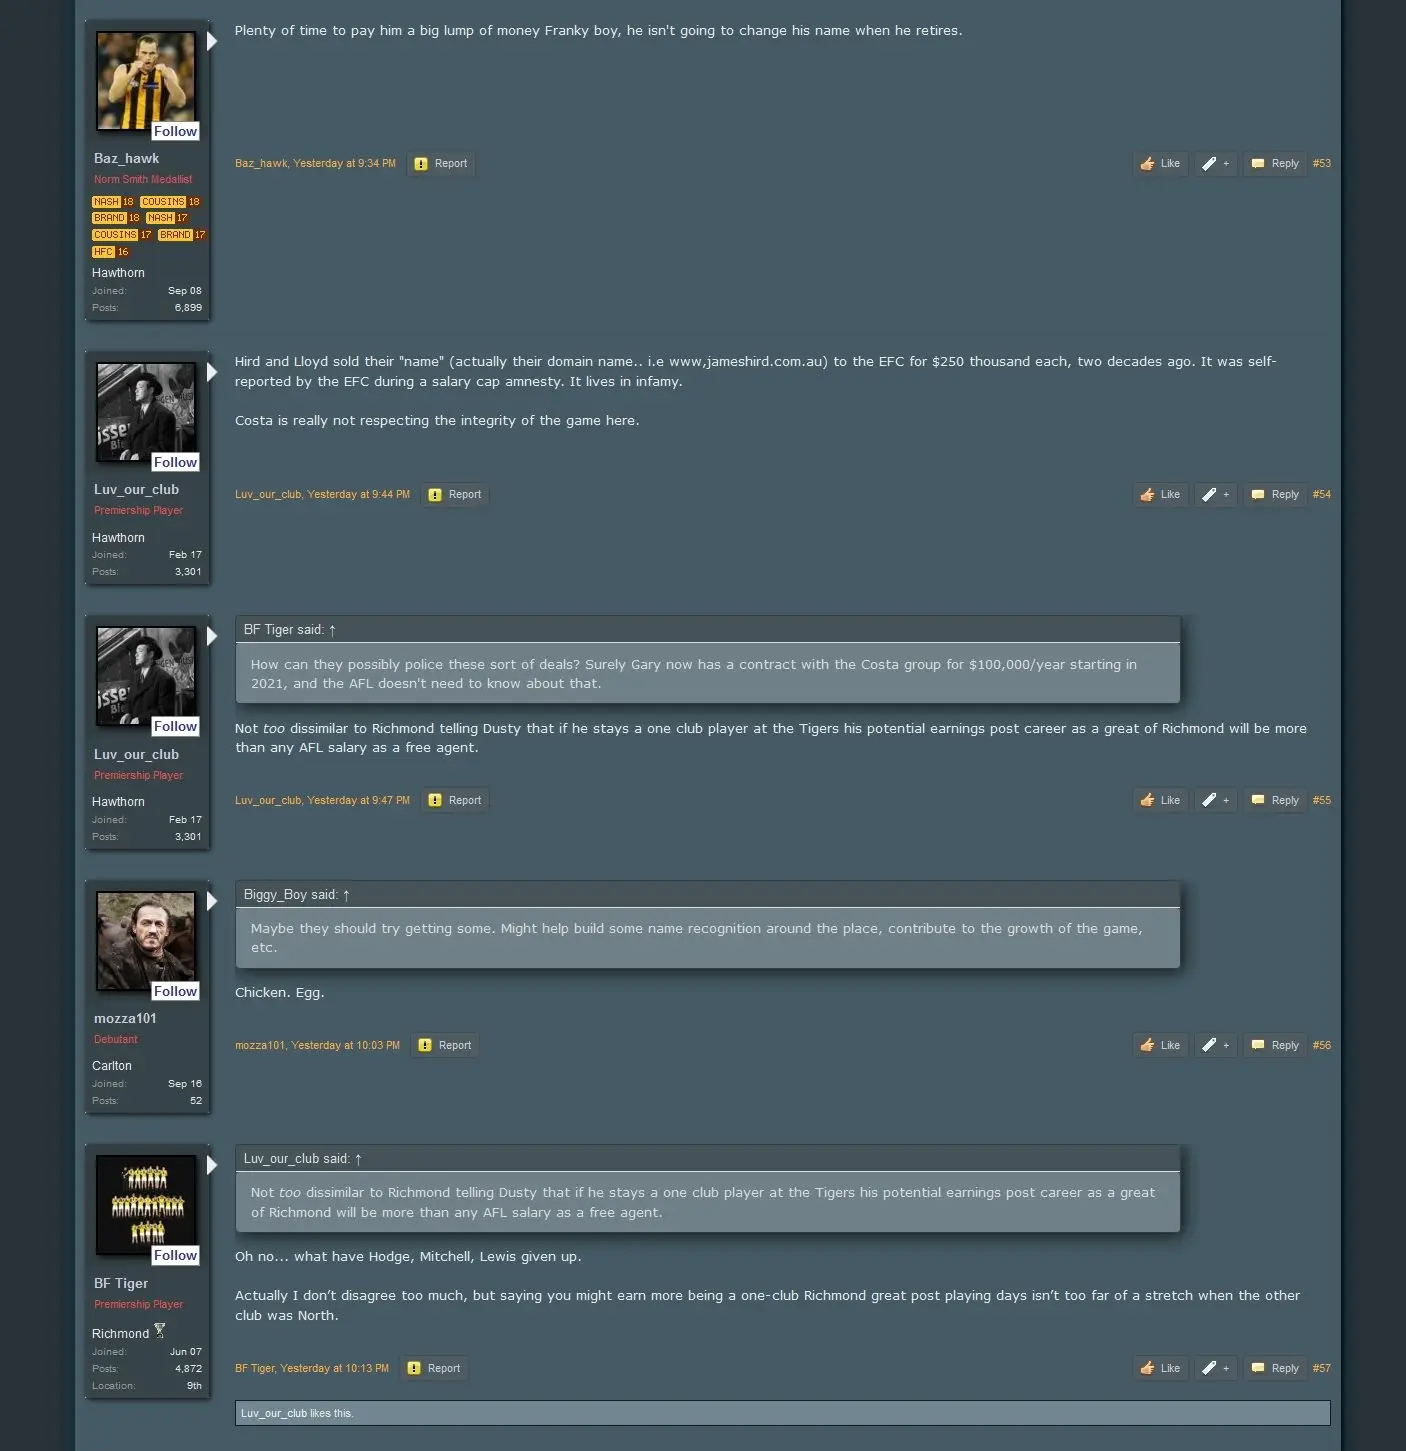 Plenty of time to pay him a big lump of money Franky boy, he isn't going to change his name when he retires.
Follow
Baz_hawk
Norm Smith Medallist
NASH 18 COUSINS 18
BRAND 18 NASH 17
COUSINS 17 BRAND 17
HFC 16
Hawthorn
Joined: Sep 08
Posts: 6,899
Baz_hawk, Yesterday at 9:34 PM Report Like + Reply #53
Hird and Lloyd sold their "name" (actually their domain name.. i.e www,jameshird.com.au) to the EFC for $250 thousand each, two decades ago. It was self-
reported by the EFC during a salary cap amnesty. It lives in infamy.
Costa is really not respecting the integrity of the game here.
Follow
Luv_our_club
Premiership Player
Hawthorn
Joined: Feb 17
Posts: 3,301
Luv_our_club, Yesterday at 9:44 PM Report Like + Reply #54
BF Tiger said: ↑
How can they possibly police these sort of deals? Surely Gary now has a contract with the Costa group for $100,000/year starting in
2021, and the AFL doesn't need to know about that.
Not too dissimilar to Richmond telling Dusty that if he stays a one club player at the Tigers his potential earnings post career as a great of Richmond will be more
than any AFL salary as a free agent.
Follow
Luv_our_club
Premiership Player
Hawthorn
Joined: Feb 17
Posts: 3,301
Luv_our_club, Yesterday at 9:47 PM Report Like + Reply #55
Biggy_Boy said: ↑
Maybe they should try getting some. Might help build some name recognition around the place, contribute to the growth of the game,
etc.
Chicken. Egg.
Follow
mozza101
Debutant
Carlton
Joined: Sep 16
Posts: 52
mozza101, Yesterday at 10:03 PM Report Like + Reply #56
Luv_our_club said: ↑
Not too dissimilar to Richmond telling Dusty that if he stays a one club player at the Tigers his potential earnings post career as a great
of Richmond will be more than any AFL salary as a free agent.
Oh no... what have Hodge, Mitchell, Lewis given up.
Actually I don't disagree too much, but saying you might earn more being a one-club Richmond great post playing days isn't too far of a stretch when the other
club was North.
Follow
BF Tiger
Premiership Player
Richmond
Joined: Jun 07
Posts: 4,872
Location: 9th
BF Tiger, Yesterday at 10:13 PM Report Like + Reply #57
Luv_our_club likes this.